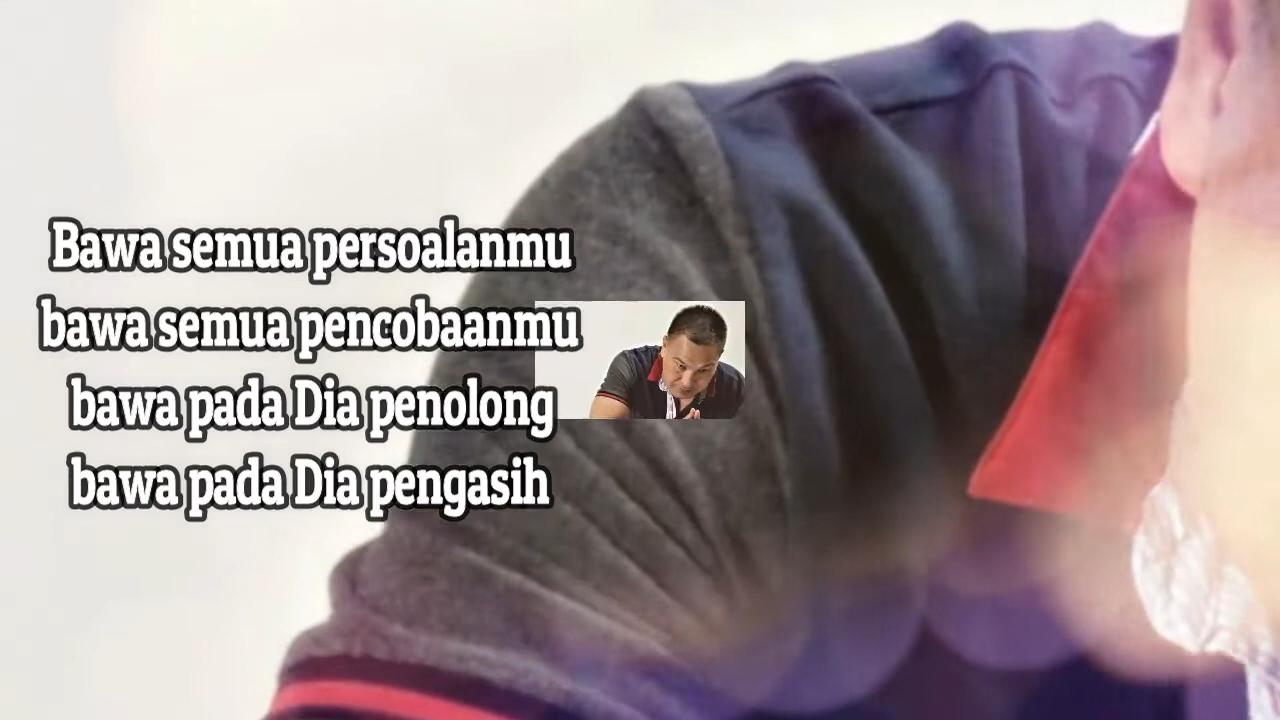 Bawa semua persoalanmu
bawa semua pencobaanmu
bawa pada Dia penolong
bawa pada Dia pengasih